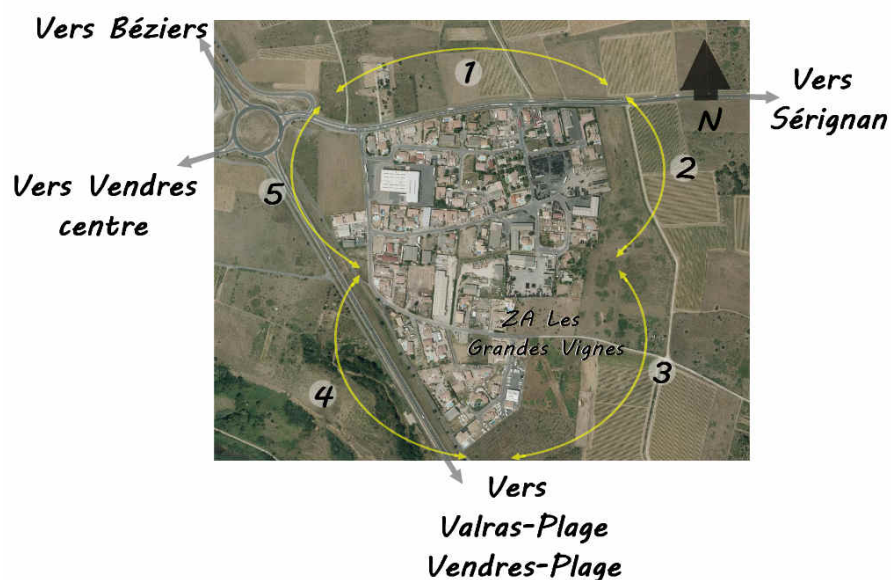 Vers Béziers
1
Vers
Sérignan
N
2
Vers Vendres
centre
5
ZA Les
Grandes Vignes
3
4
Vers
Valras-Plage
Vendres-Plage